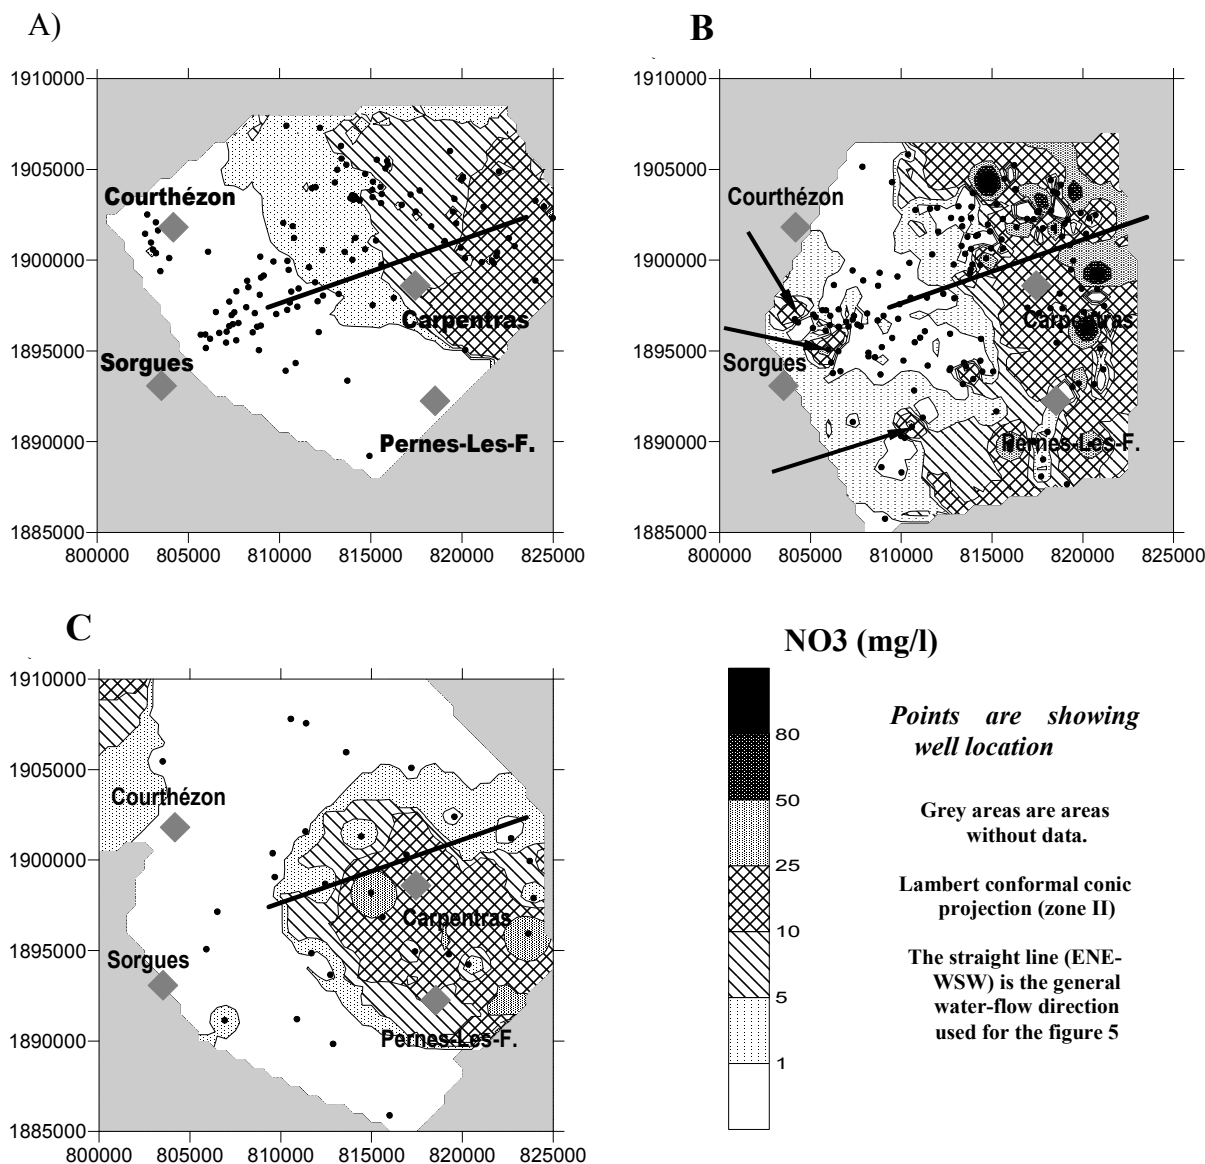 A)
1910000
1905000
Courthézon
1900000
Carpentras
1895000
Sorgues
1890000
Pernes-Les-F.
1885000
800000 805000 810000 815000 820000 825000
B
1910000
1905000
Courthézon
1900000
Carpentras
1895000
Sorgues
1890000
Pernes-Les-F.
1885000
800000 805000 810000 815000 820000 825000
C
1910000
1905000
Courthézon
1900000
Carpentras
1895000
Sorgues
1890000
Pernes-Les-F.
1885000
800000 805000 810000 815000 820000 825000
NO3 (mg/l)
80
50
25
10
5
1
Points are showing
well location
Grey areas are areas
without data.
Lambert conformal conic
projection (zone II)
The straight line (ENE-
WSW) is the general
water-flow direction
used for the figure 5